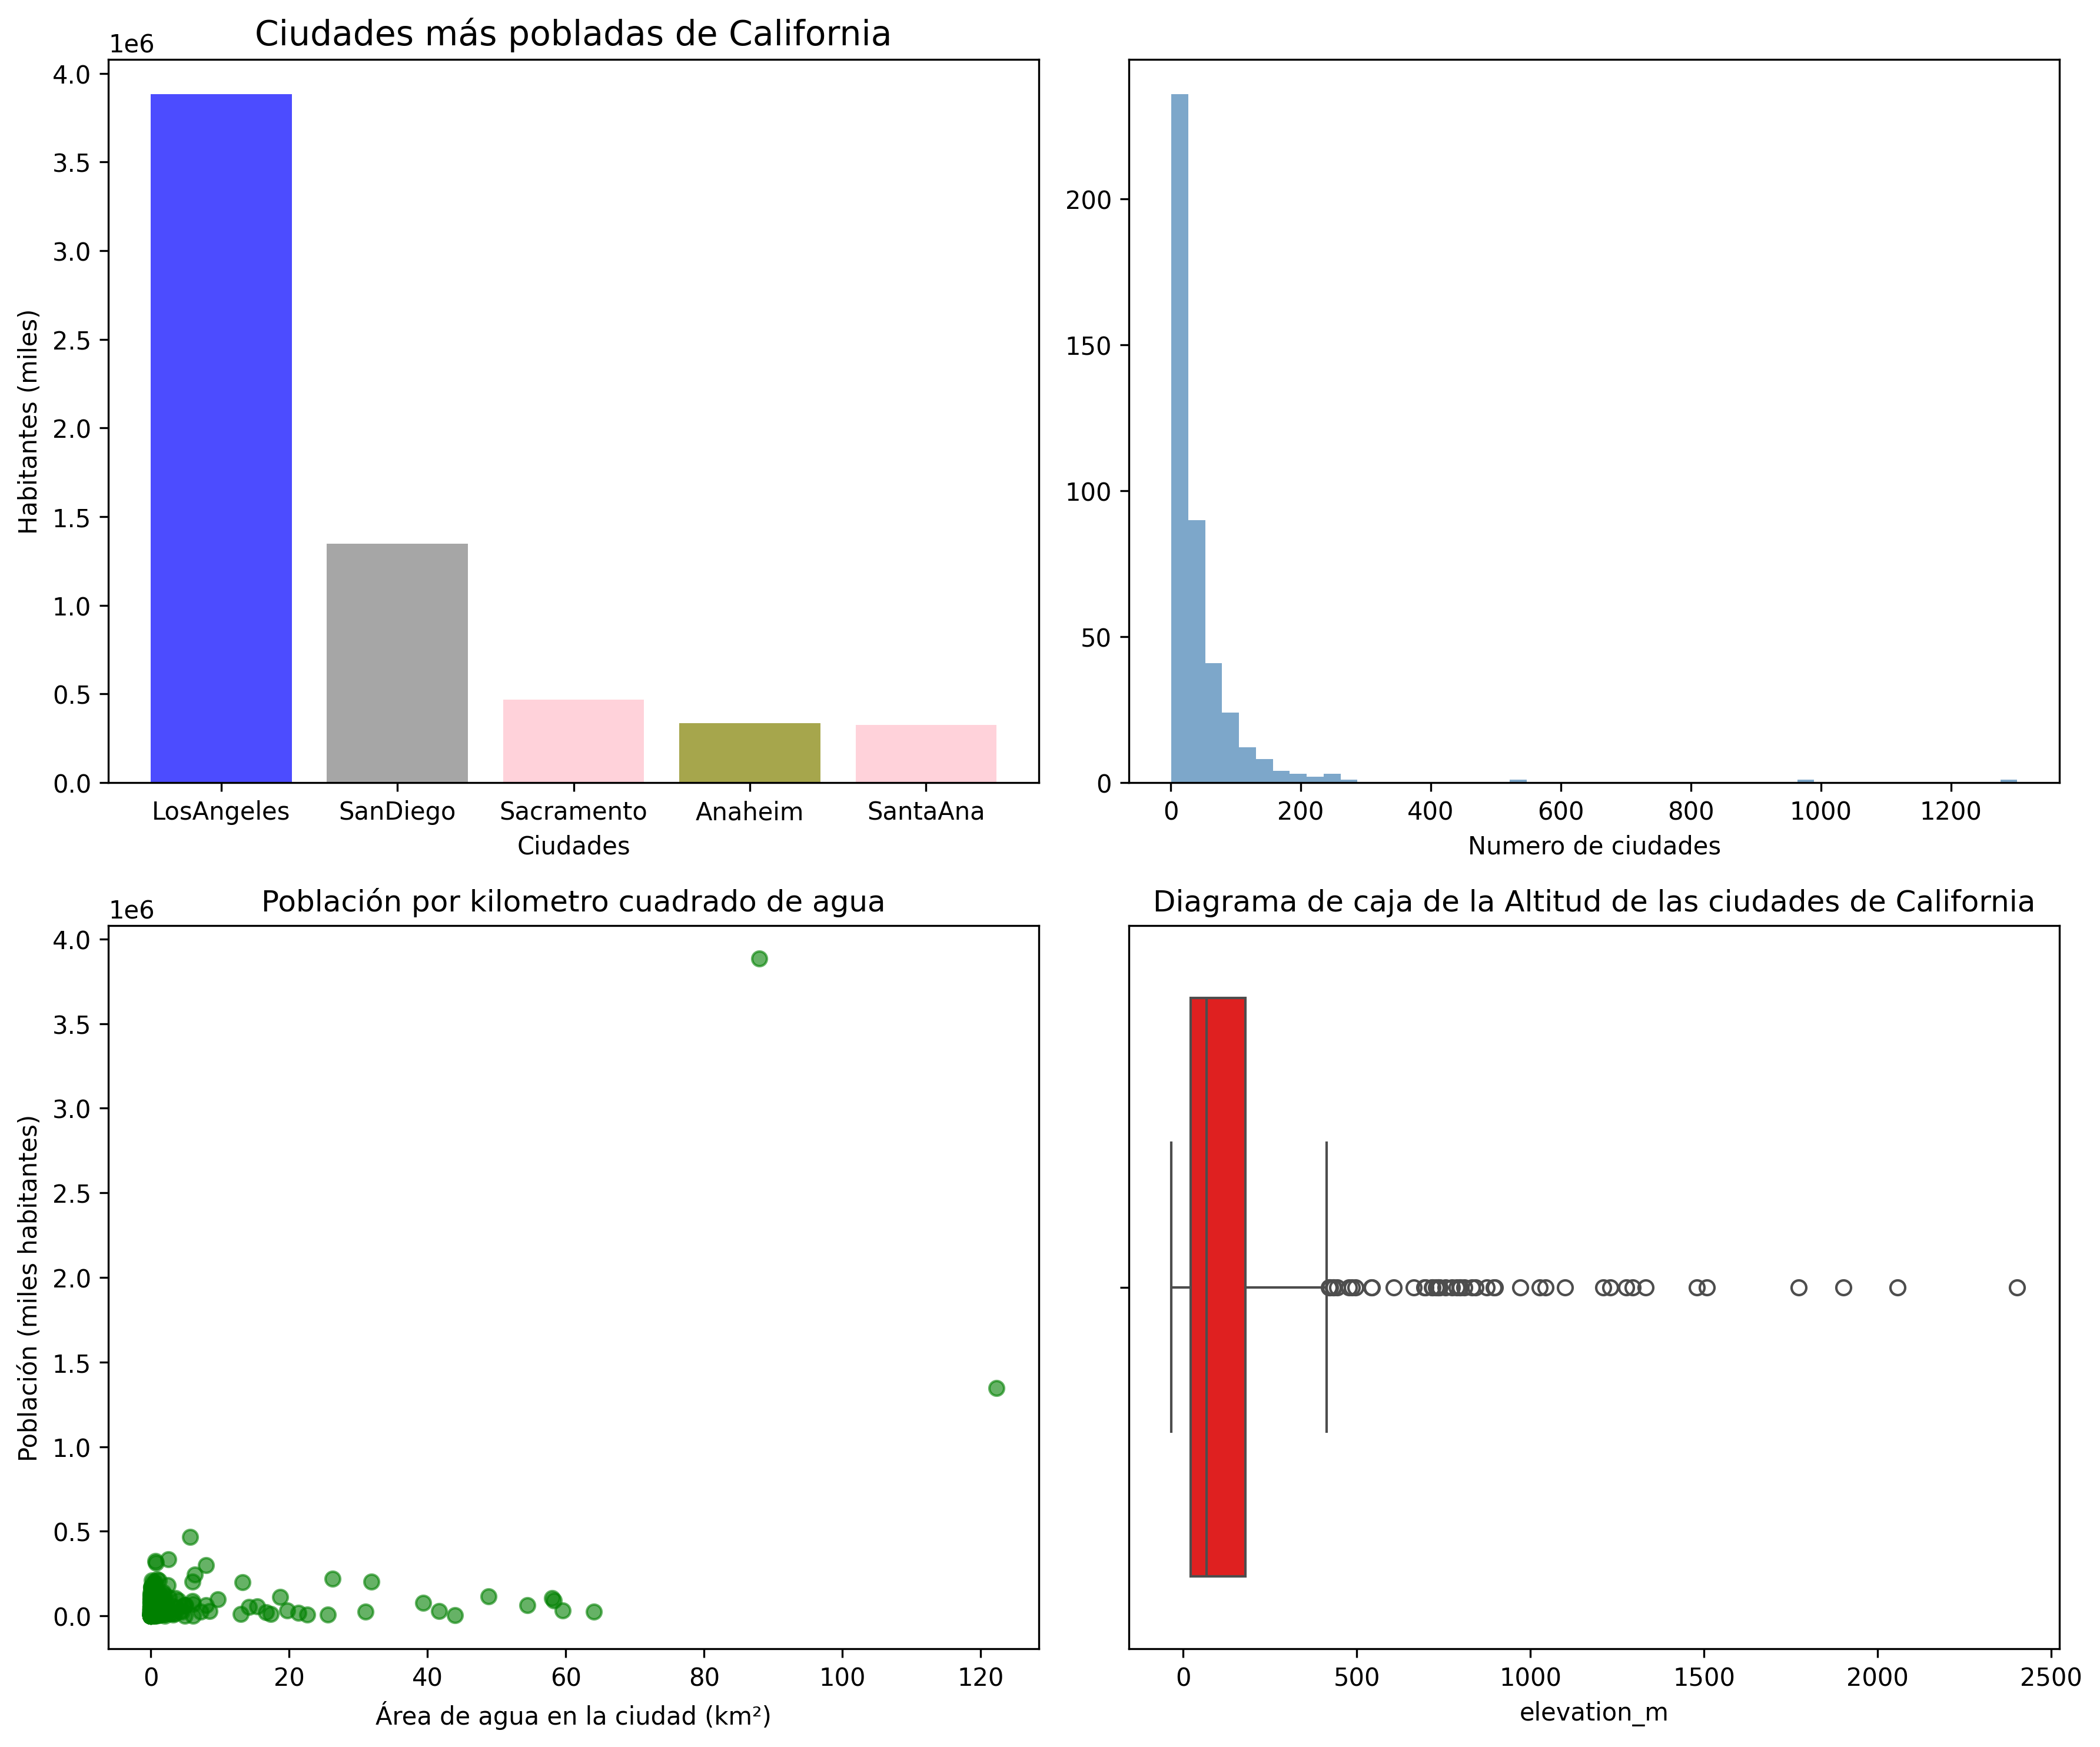 Ciudades más pobladas de California
1e6
4.0
3.5
3.0
2.5
2.0
1.5
1.0
0.5
0.0
Habitantes (miles)
LosAngeles SanDiego Sacramento Anaheim SantaAna
Ciudades
200
150
100
50
0
0 200 400 600 800 1000 1200
Numero de ciudades
Población por kilometro cuadrado de agua
1e6
4.0
3.5
3.0
2.5
2.0
1.5
1.0
0.5
0.0
Población (miles habitantes)
0 20 40 60 80 100 120
Área de agua en la ciudad (km²)
Diagrama de caja de la Altitud de las ciudades de California
0 500 1000 1500 2000 2500
elevation_m